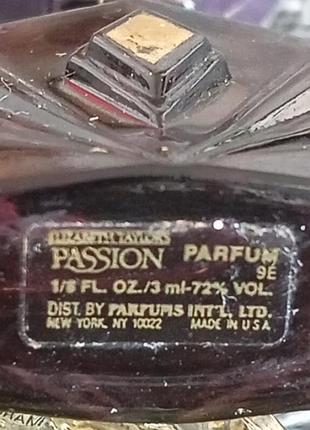 ELIZABETH TAYLOR'S
PASSION PARFUM
9E
1/8 FL. OZ./3 ml-72% VOL.
DIST. BY PARFUMS INT'L, LTD.
NEW YORK, NY 10022 MADE IN U.S.A.